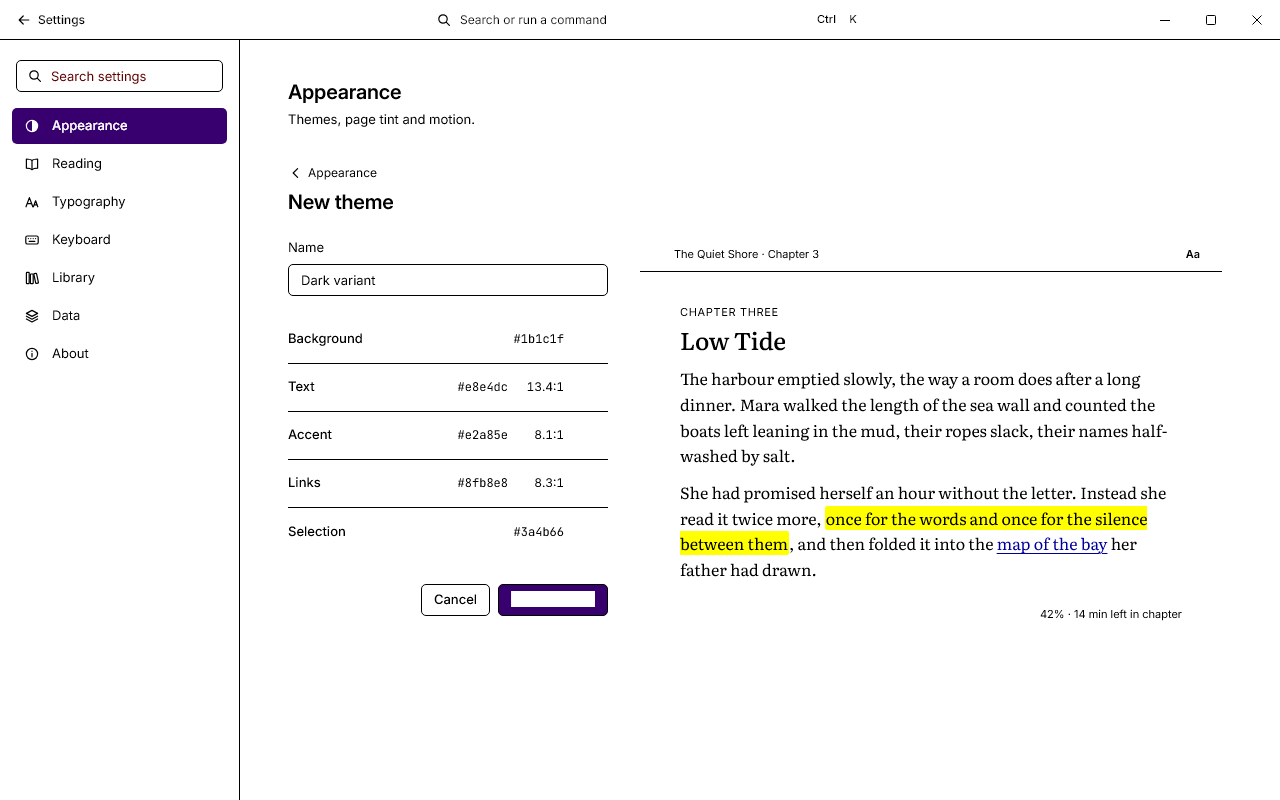 Settings
Search or run a command
Ctrl K
Search settings
Appearance
Reading
Typography
Keyboard
Library
Data
About
Appearance
Themes, page tint and motion.
Appearance
New theme
Name
Dark variant
Background #1b1c1f
Text #e8e4dc 13.4:1
Accent #e2a85e 8.1:1
Links #8fb8e8 8.3:1
Selection #3a4b66
Cancel
The Quiet Shore · Chapter 3
Aa
CHAPTER THREE
Low Tide
The harbour emptied slowly, the way a room does after a long
dinner. Mara walked the length of the sea wall and counted the
boats left leaning in the mud, their ropes slack, their names half-
washed by salt.
She had promised herself an hour without the letter. Instead she
read it twice more, once for the words and once for the silence
between them, and then folded it into the map of the bay her
father had drawn.
42% · 14 min left in chapter